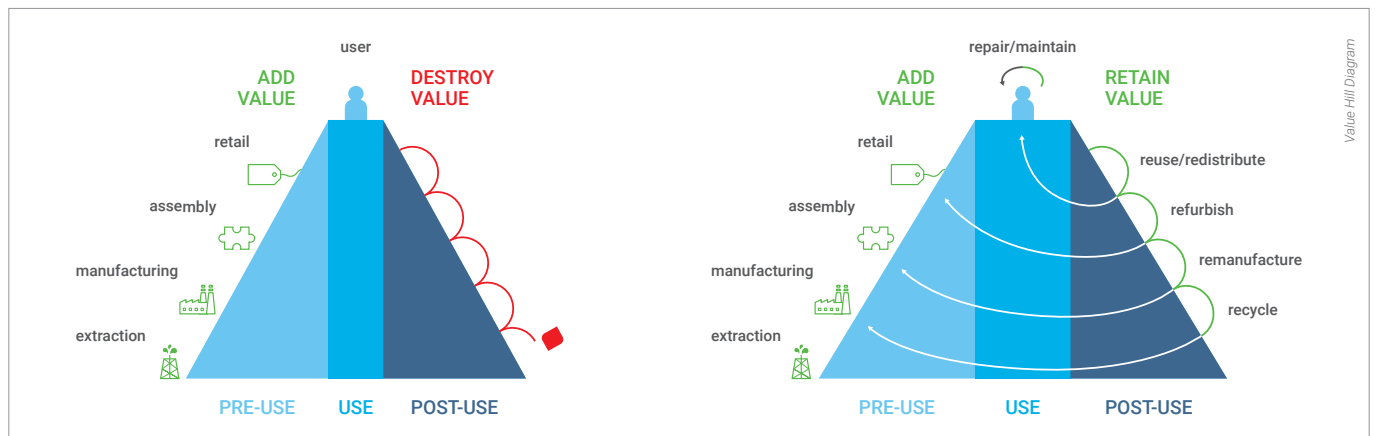 user
ADD
VALUE
DESTROY
VALUE
retail
assembly
manufacturing
extraction
PRE-USE
USE
POST-USE
repair/maintain
ADD
VALUE
RETAIN
VALUE
retail
reuse/redistribute
assembly
refurbish
manufacturing
remanufacture
extraction
recycle
PRE-USE
USE
POST-USE
Value Hill Diagram